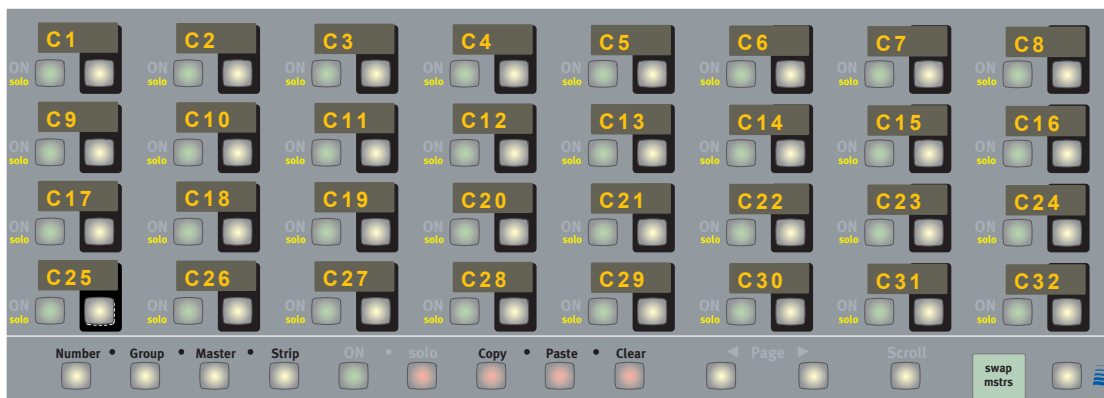 C1 C2 C3 C4 C5 C6 C7 C8
ON ON ON ON ON ON ON ON
solo solo solo solo solo solo solo solo
C9 C10 C11 C12 C13 C14 C15 C16
ON ON ON ON ON ON ON ON
solo solo solo solo solo solo solo solo
C17 C18 C19 C20 C21 C22 C23 C24
ON ON ON ON ON ON ON ON
solo solo solo solo solo solo solo solo
C25 C26 C27 C28 C29 C30 C31 C32
ON ON ON ON ON ON ON ON
solo solo solo solo solo solo solo solo
Number • Group • Master • Strip ON • solo Copy • Paste • Clear ◄ Page ► Scroll
swap
mstrs